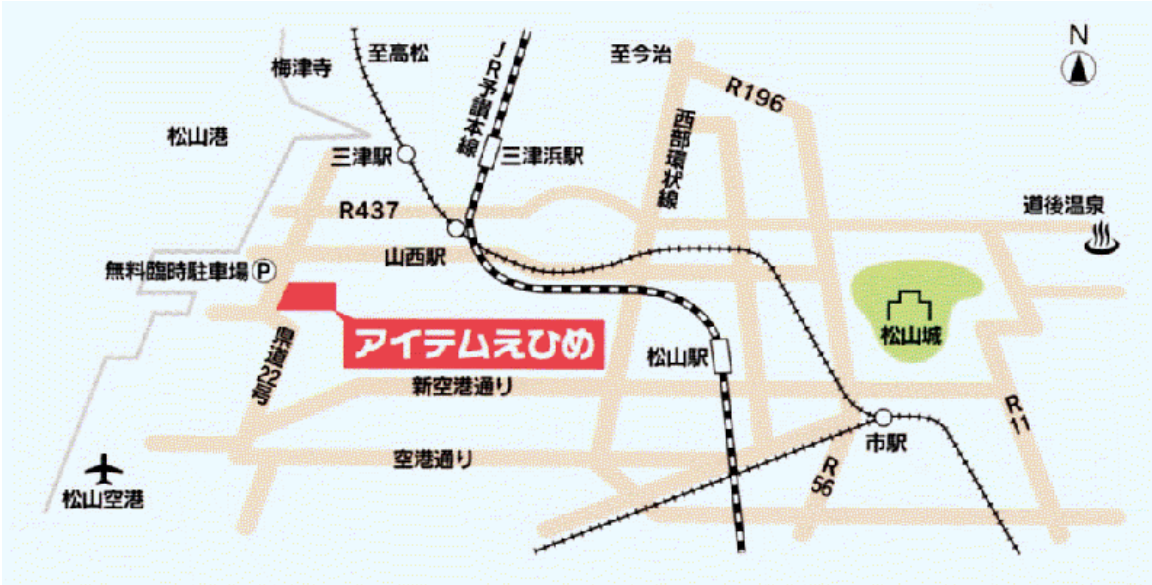 N
至高松
至今治
梅津寺
JR予讃本線
R196
松山港
西部環状線
三津駅
三津浜駅
R437
道後温泉
山西駅
無料臨時駐車場 P
アイテムえひめ
松山城
県道22号
松山駅
新空港通り
R11
市駅
空港通り
R56
松山空港